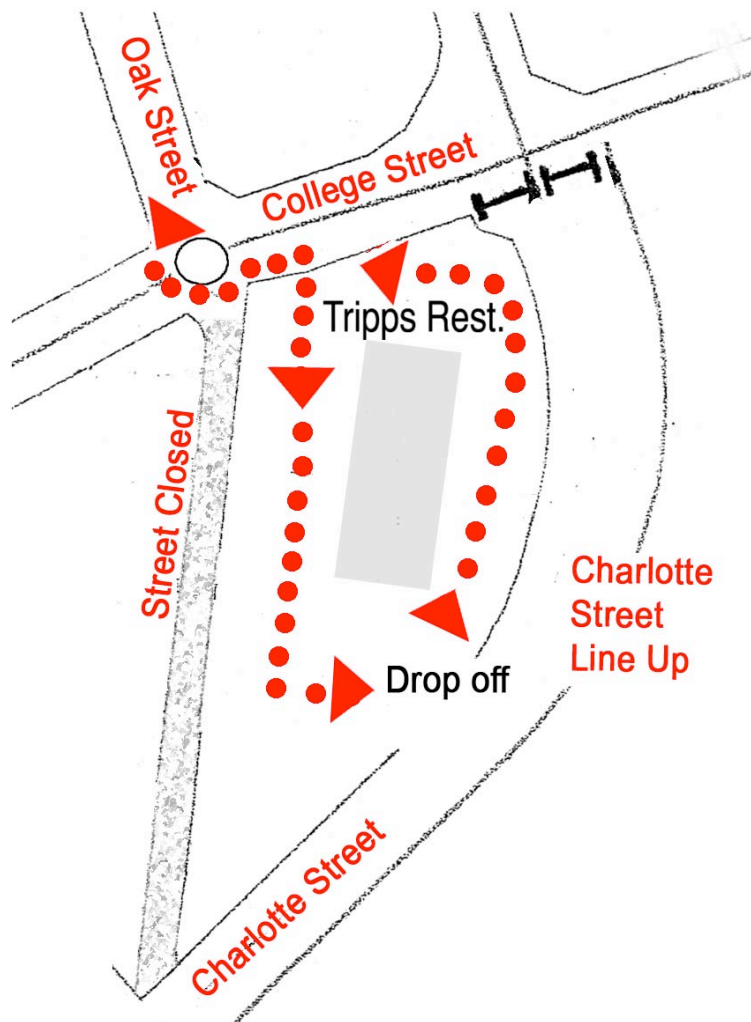 Oak Street
College Street
Tripps Rest.
Street Closed
Charlotte
Street
Line Up
Drop off
Charlotte Street